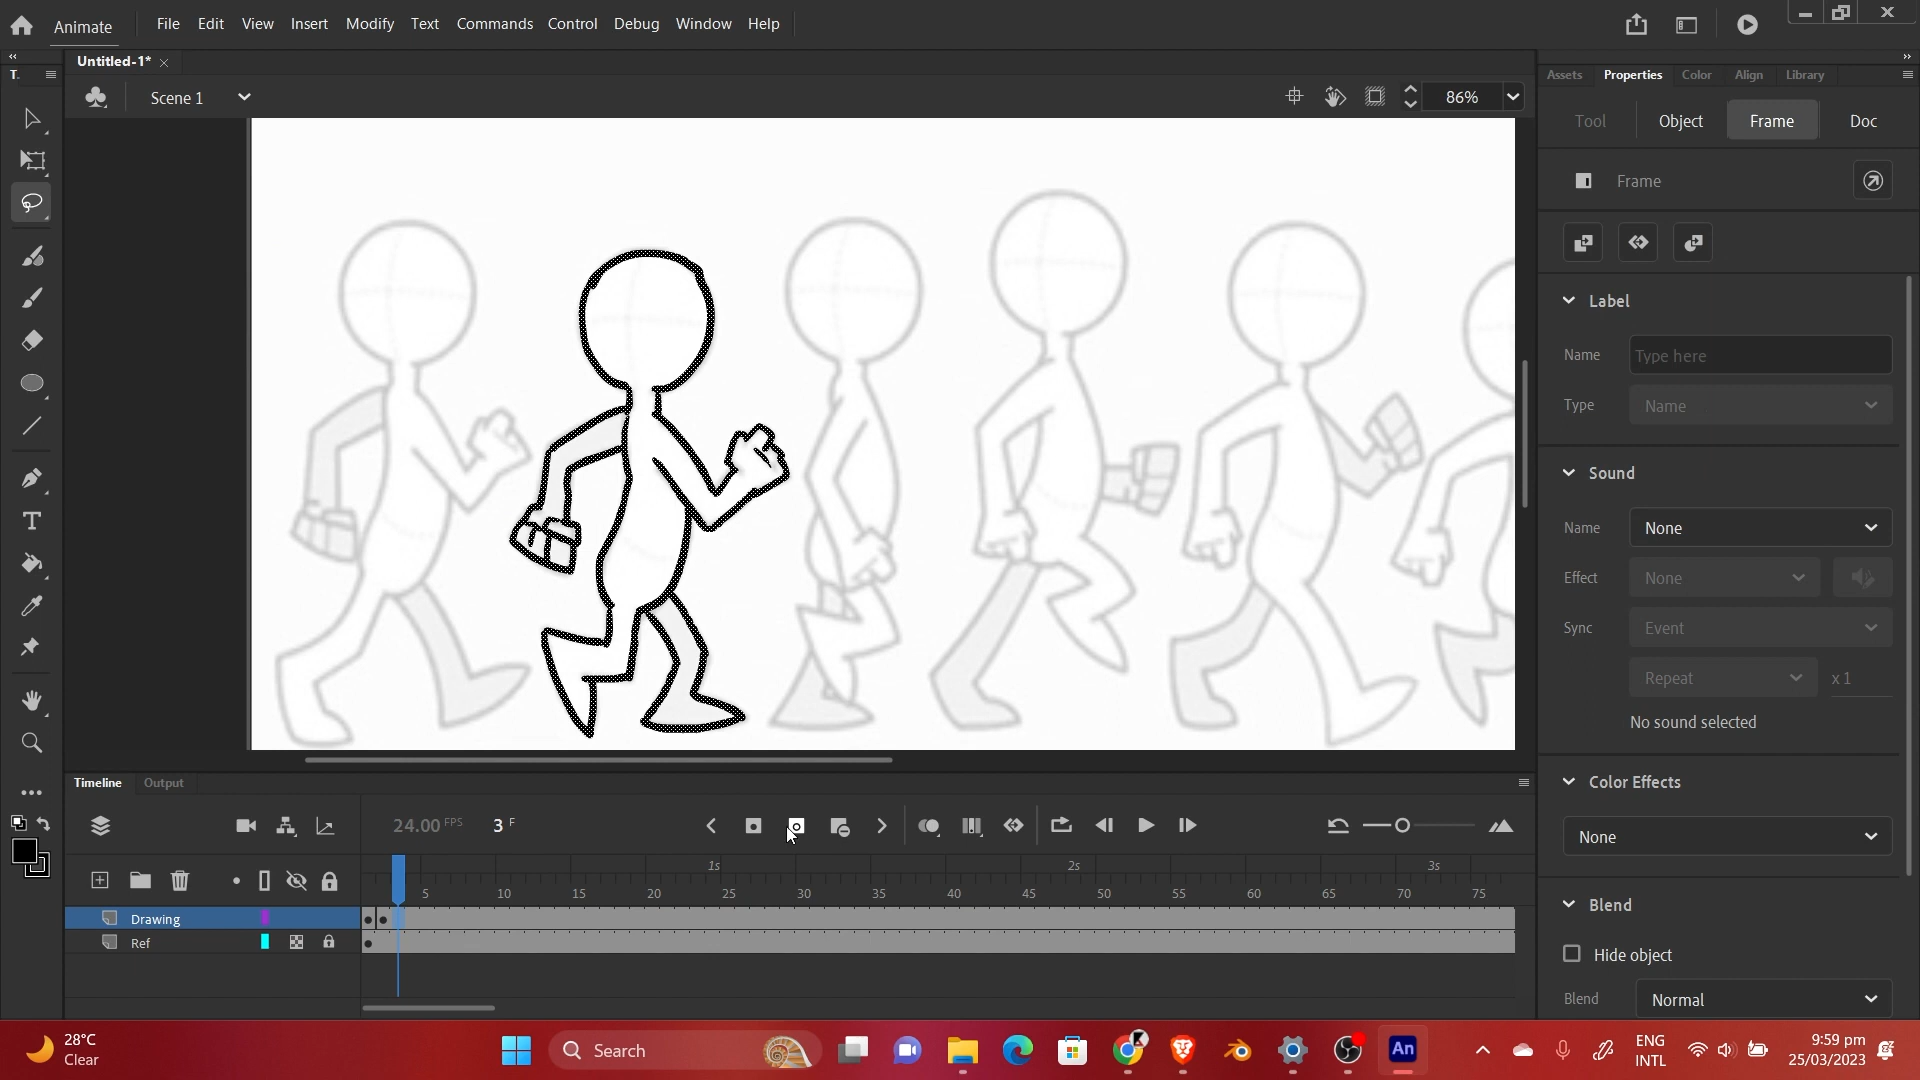 Animate File Edit View Insert Modify Text Commands Control Debug Window Help
Untitled-1*
T.
Scene 1
86%
Assets Properties Color Align Library
Tool Object Frame Doc
Frame
Label
Name Type here
Type Name
Sound
Name None
Effect None
Sync Event
Repeat x 1
No sound selected
Color Effects
None
Blend
Hide object
Blend Normal
Timeline Output
24.00 FPS 3 F
1s 2s 3s
5 10 15 20 25 30 35 40 45 50 55 60 65 70 75
Drawing
Ref
28°C
Clear
Search
An
ENG
INTL
9:59 pm
25/03/2023